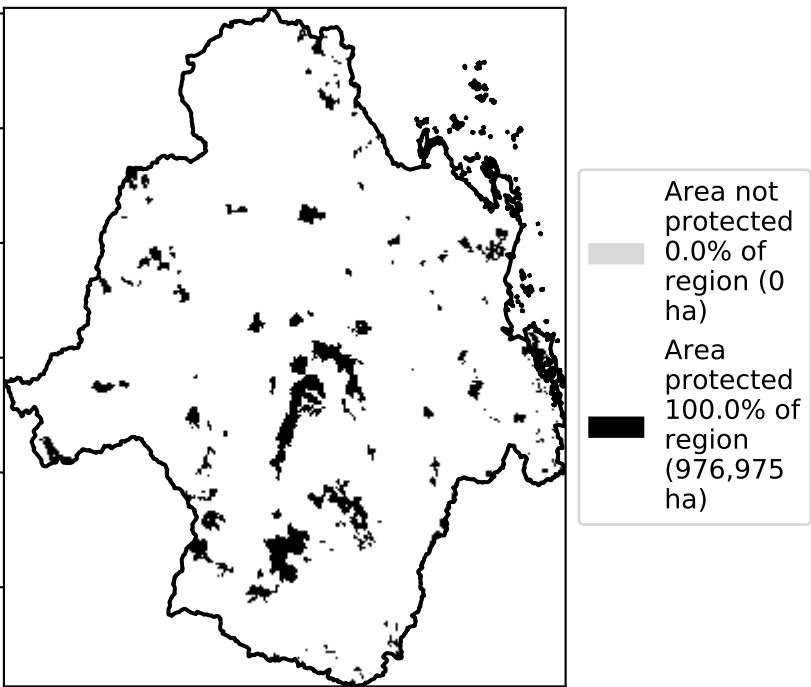 Area not
protected
0.0% of
region (0
ha)
Area
protected
100.0% of
region
(976,975
ha)